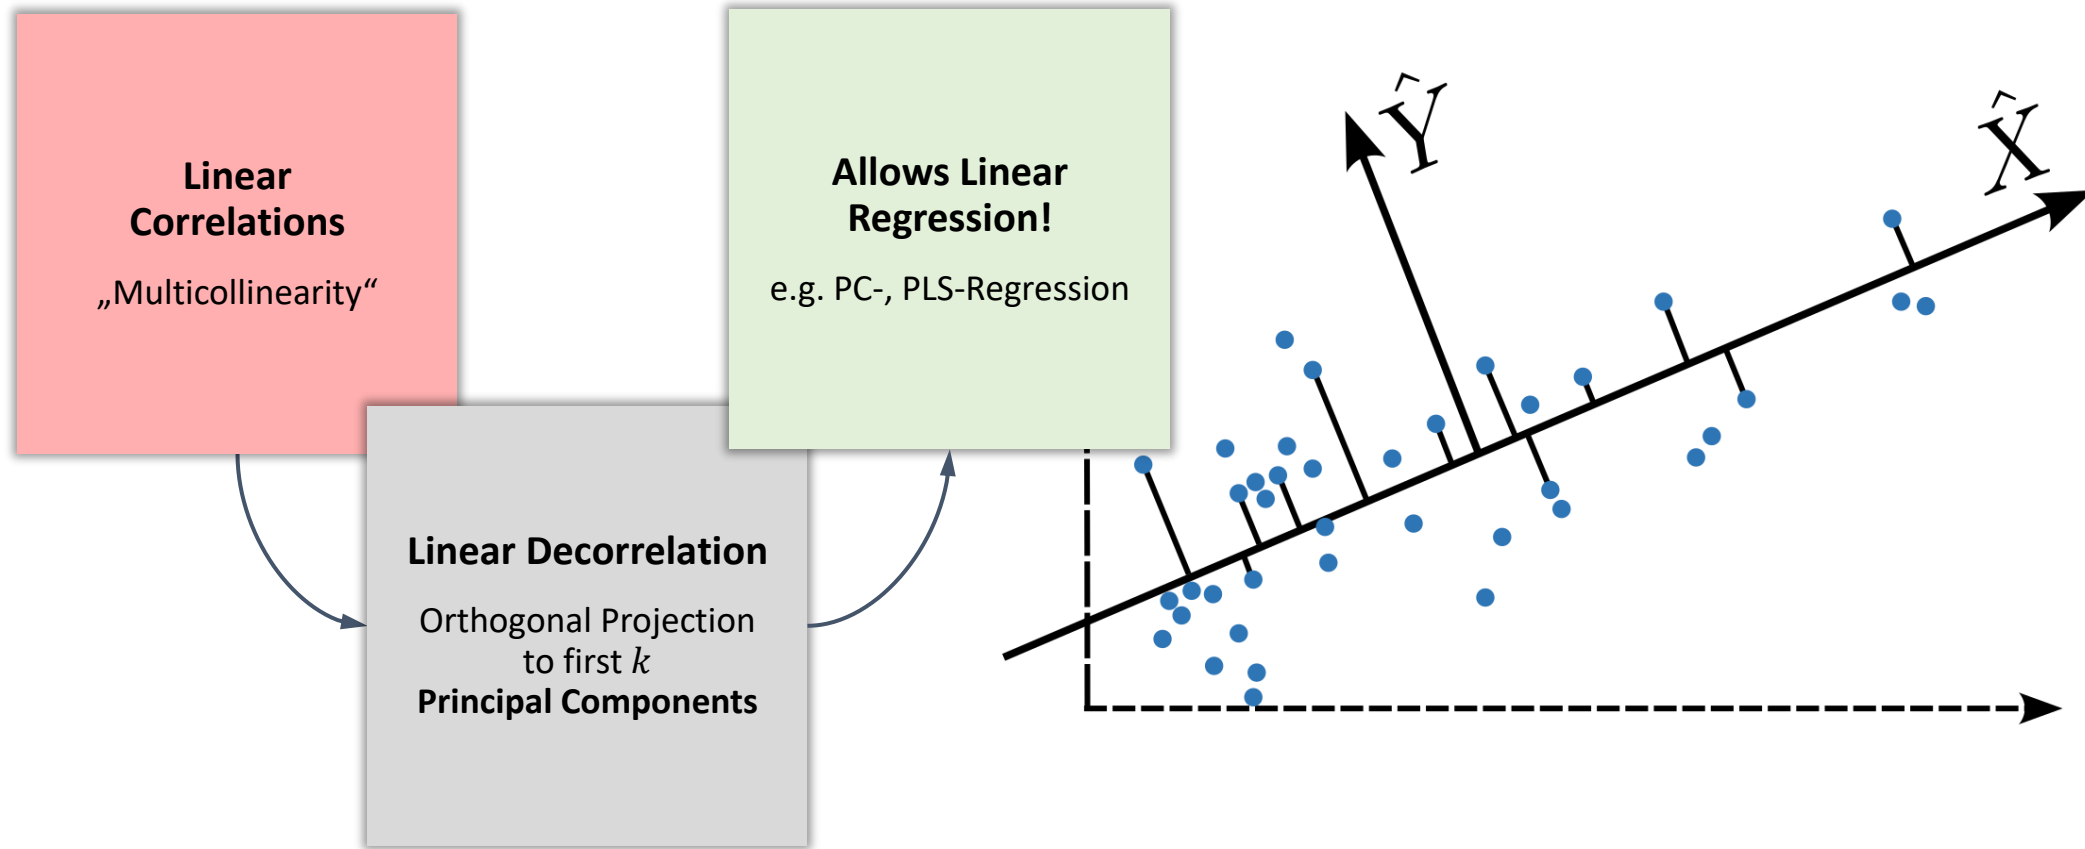 Linear
Correlations
„Multicollinearity“
Linear Decorrelation
Orthogonal Projection
to first k
Principal Components
Allows Linear
Regression!
e.g. PC-, PLS-Regression
Ŷ
X̂